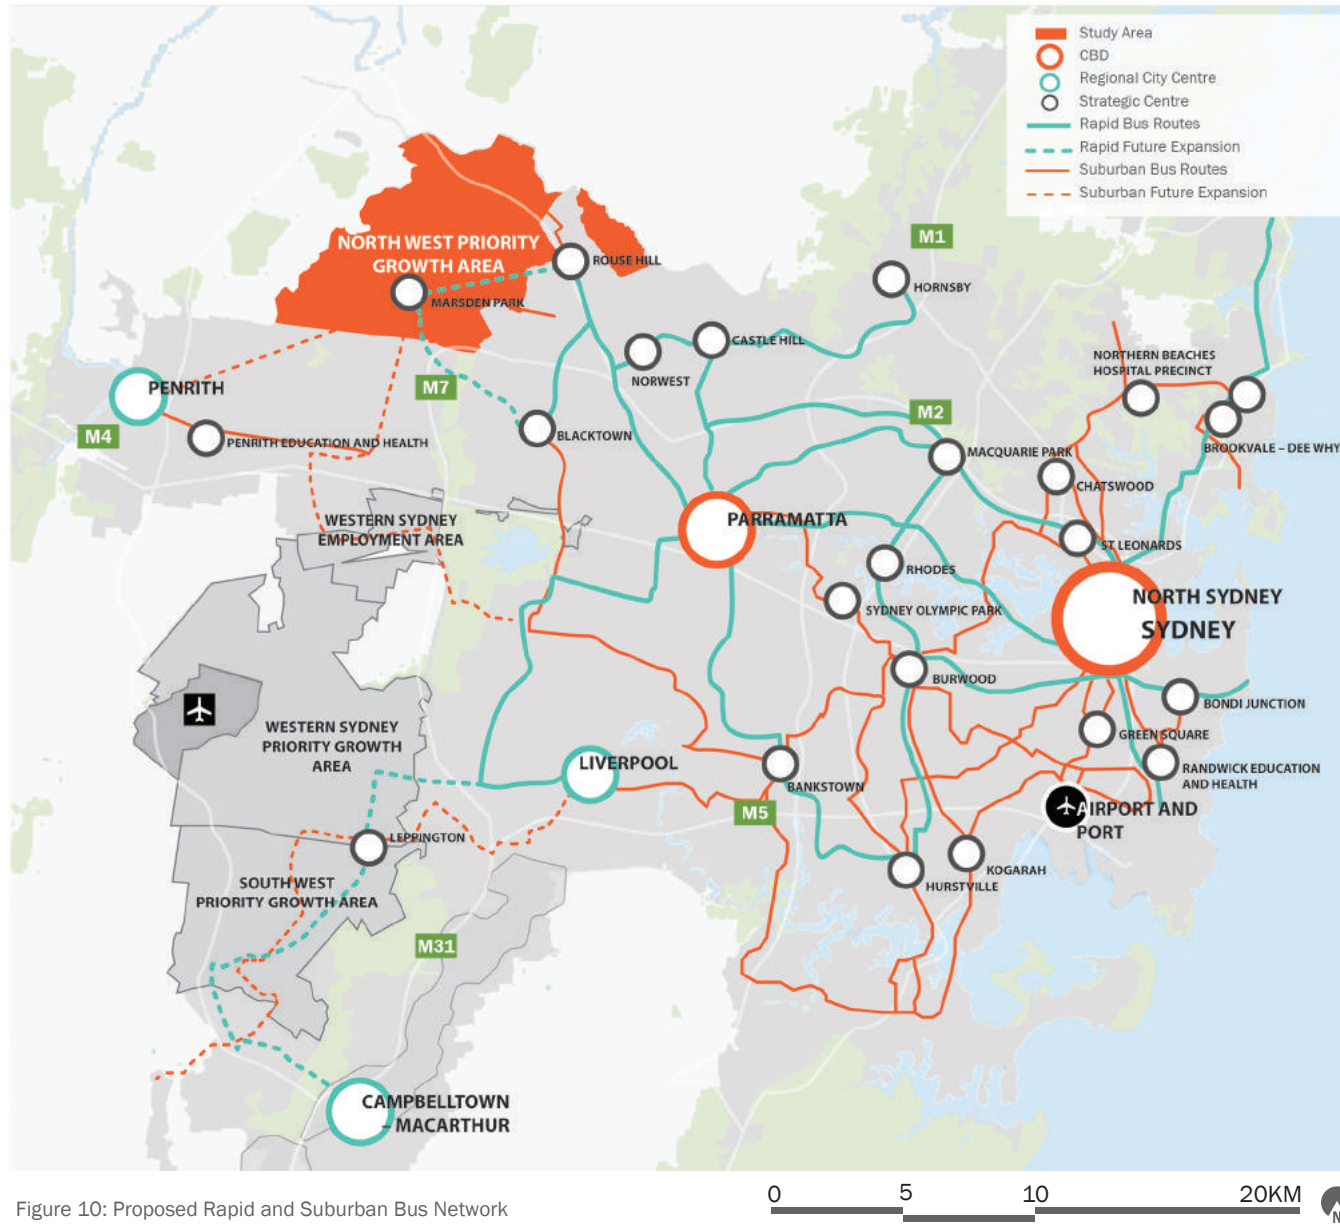 Study Area
CBD
Regional City Centre
Strategic Centre
Rapid Bus Routes
Rapid Future Expansion
Suburban Bus Routes
Suburban Future Expansion
M1
NORTH WEST PRIORITY
GROWTH AREA
ROUSE HILL
MARSDEN PARK
HORNSBY
CASTLE HILL
NORWEST
NORTHERN BEACHES
HOSPITAL PRECINCT
PENRITH
M7
M2
M4
PENRITH EDUCATION AND HEALTH
BLACKTOWN
MACQUARIE PARK
BROOKVALE – DEE WHY
CHATSWOOD
WESTERN SYDNEY
EMPLOYMENT AREA
PARRAMATTA
ST LEONARDS
RHODES
SYDNEY OLYMPIC PARK
NORTH SYDNEY
SYDNEY
BURWOOD
BONDI JUNCTION
WESTERN SYDNEY
PRIORITY GROWTH
AREA
GREEN SQUARE
LIVERPOOL
RANDWICK EDUCATION
AND HEALTH
BANKSTOWN
M5
AIRPORT AND
PORT
LEPPINGTON
KOGARAH
HURSTVILLE
SOUTH WEST
PRIORITY GROWTH AREA
M31
CAMPBELLTOWN
– MACARTHUR
Figure 10: Proposed Rapid and Suburban Bus Network
0 5 10 20KM
N